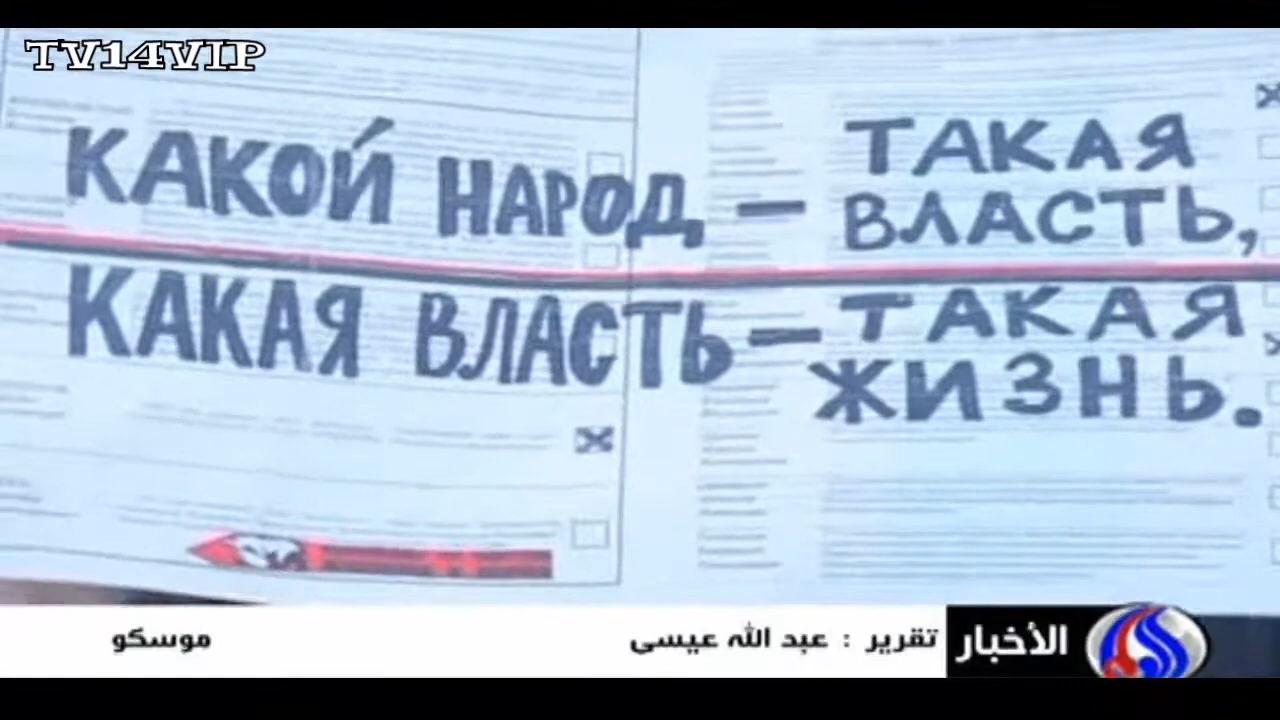 TV14VIP
КАКОЙ НАРОД – ТАКАЯ
ВЛАСТЬ,
КАКАЯ ВЛАСТЬ – ТАКАЯ
ЖИЗНЬ.
الأخبار
تقرير : عبد الله عيسى
موسكو